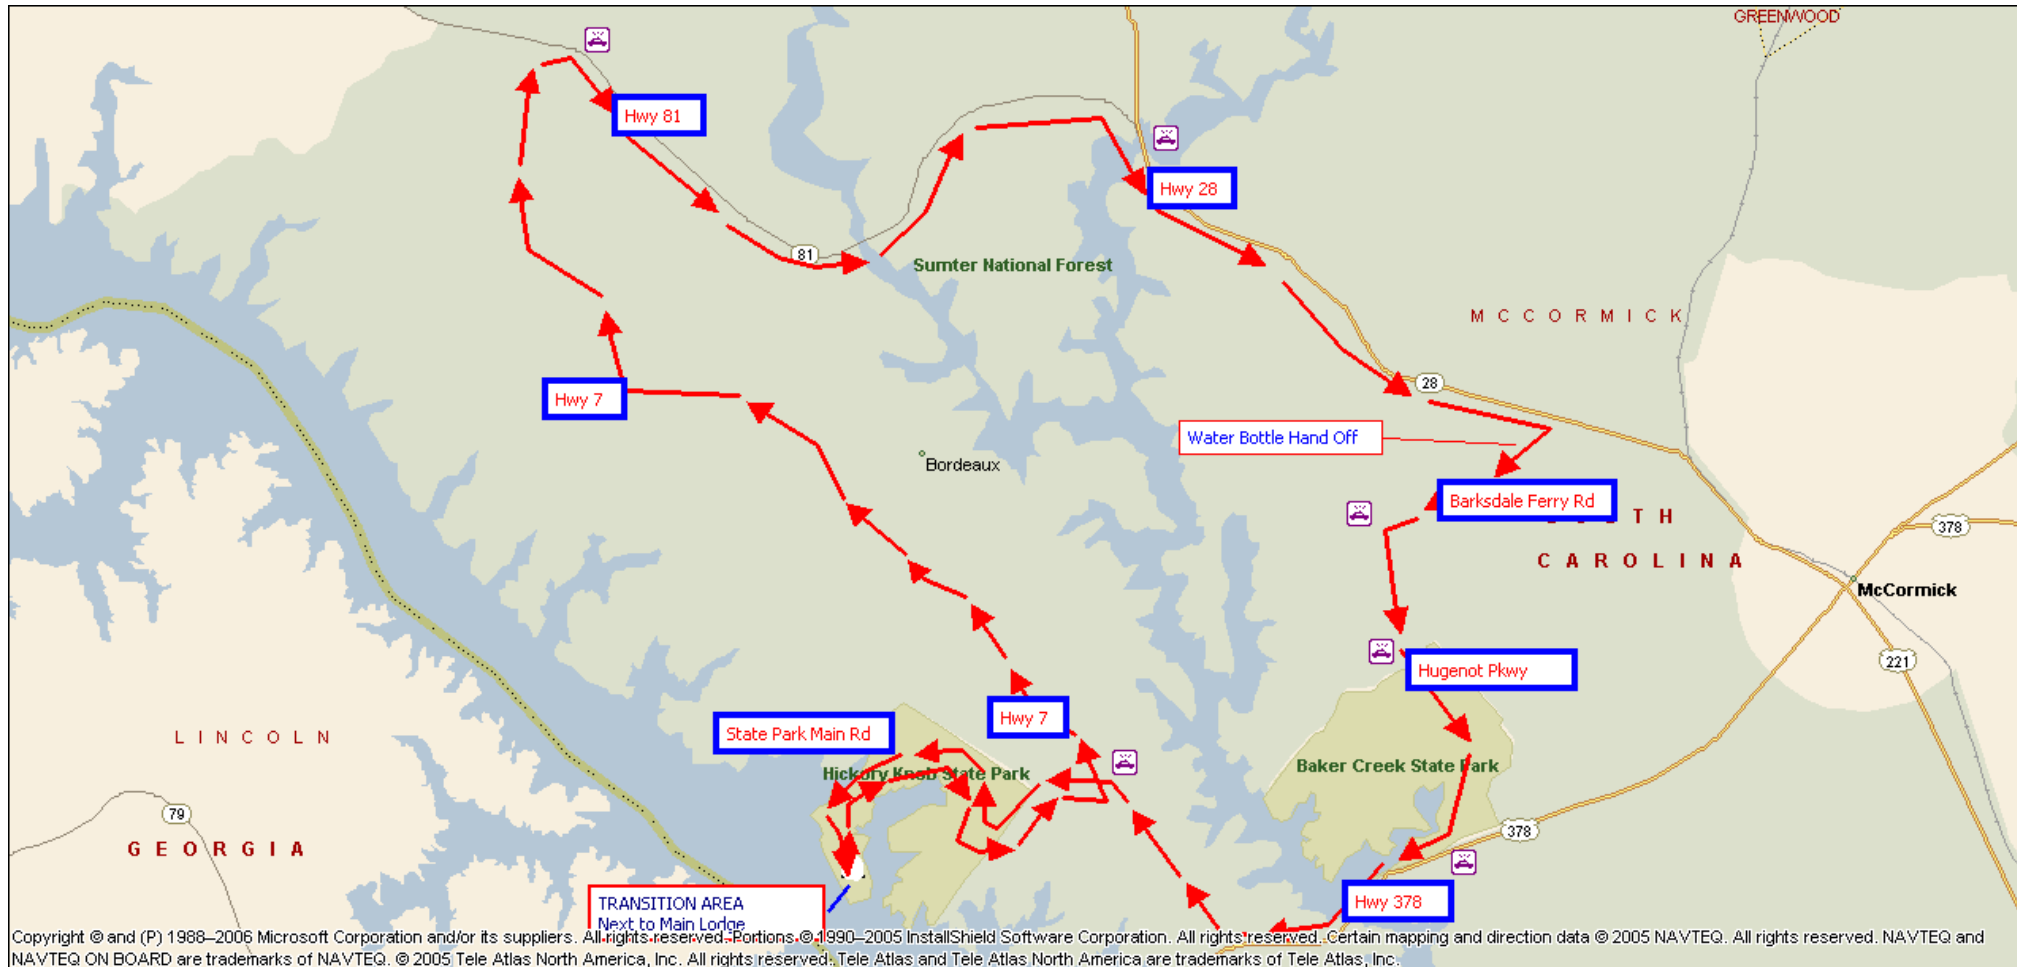 GREENWOOD
Hwy 81
Hwy 28
81
Sumter National Forest
MCCORMICK
28
Hwy 7
Water Bottle Hand Off
Bordeaux
Barksdale Ferry Rd
TH
CAROLINA
378
McCormick
Hugenot Pkwy
221
Hwy 7
State Park Main Rd
LINCOLN
Hickory Knob State Park
Baker Creek State Park
79
378
GEORGIA
Hwy 378
TRANSITION AREA
Next to Main Lodge
Copyright © and (P) 1988–2006 Microsoft Corporation and/or its suppliers. All rights reserved. Portions © 1990–2005 InstallShield Software Corporation. All rights reserved. Certain mapping and direction data © 2005 NAVTEQ. All rights reserved. NAVTEQ and
NAVTEQ ON BOARD are trademarks of NAVTEQ. © 2005 Tele Atlas North America, Inc. All rights reserved. Tele Atlas and Tele Atlas North America are trademarks of Tele Atlas, Inc.